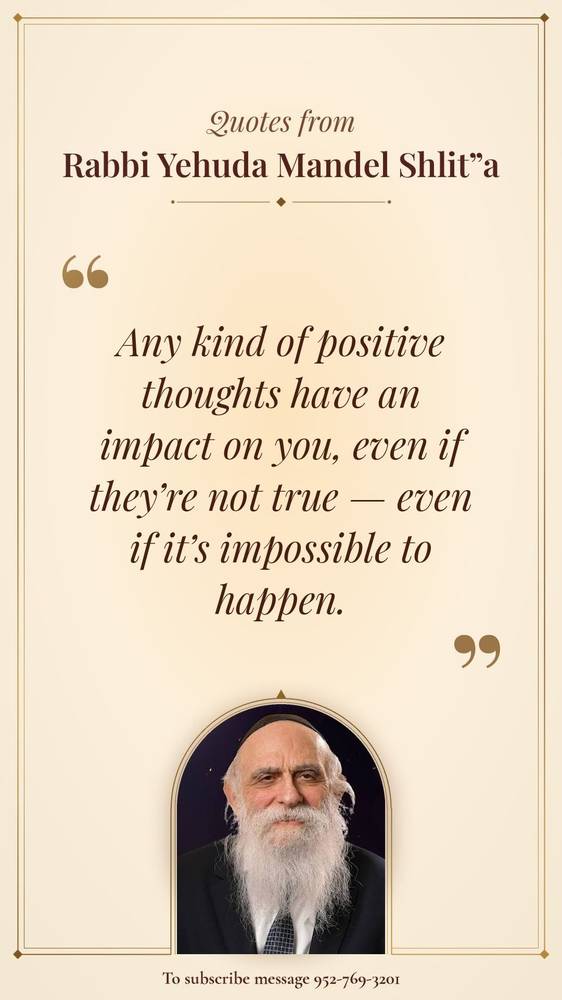 Quotes from
Rabbi Yehuda Mandel Shlit”a
“
Any kind of positive
thoughts have an
impact on you, even if
they’re not true — even
if it’s impossible to
happen.
”
To subscribe message 952-769-3201